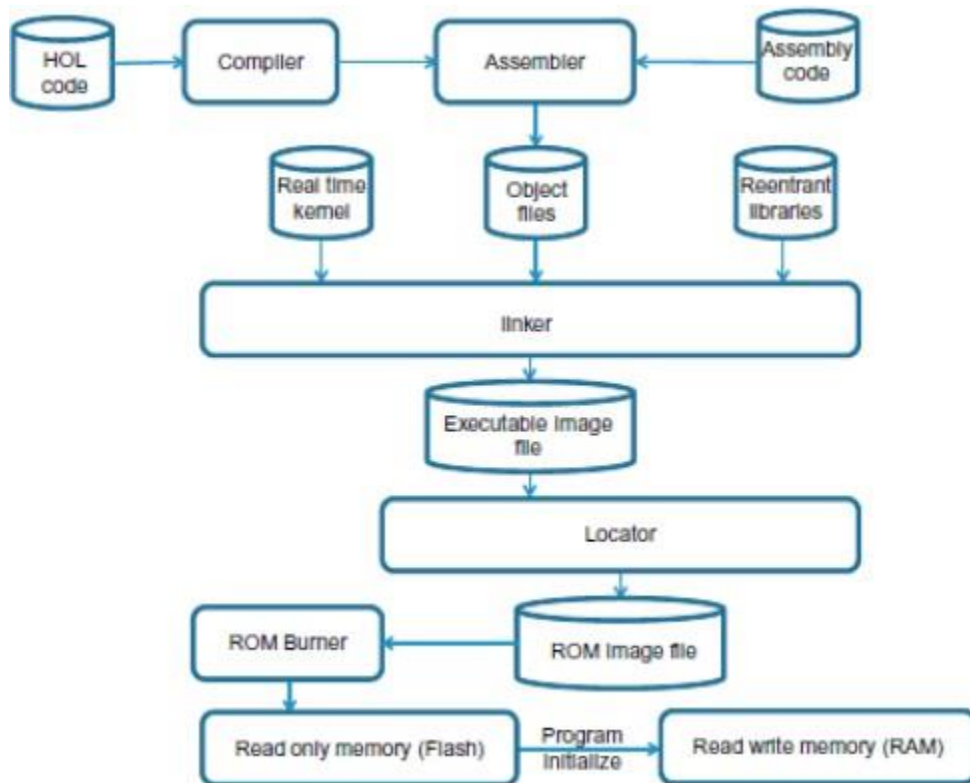 HOL
code
Compiler
Assembler
Assembly
code
Real time
kernel
Object
files
Reentrant
libraries
linker
Executable image
file
Locator
ROM Burner
ROM image file
Read only memory (Flash)
Program
initialize
Read write memory (RAM)